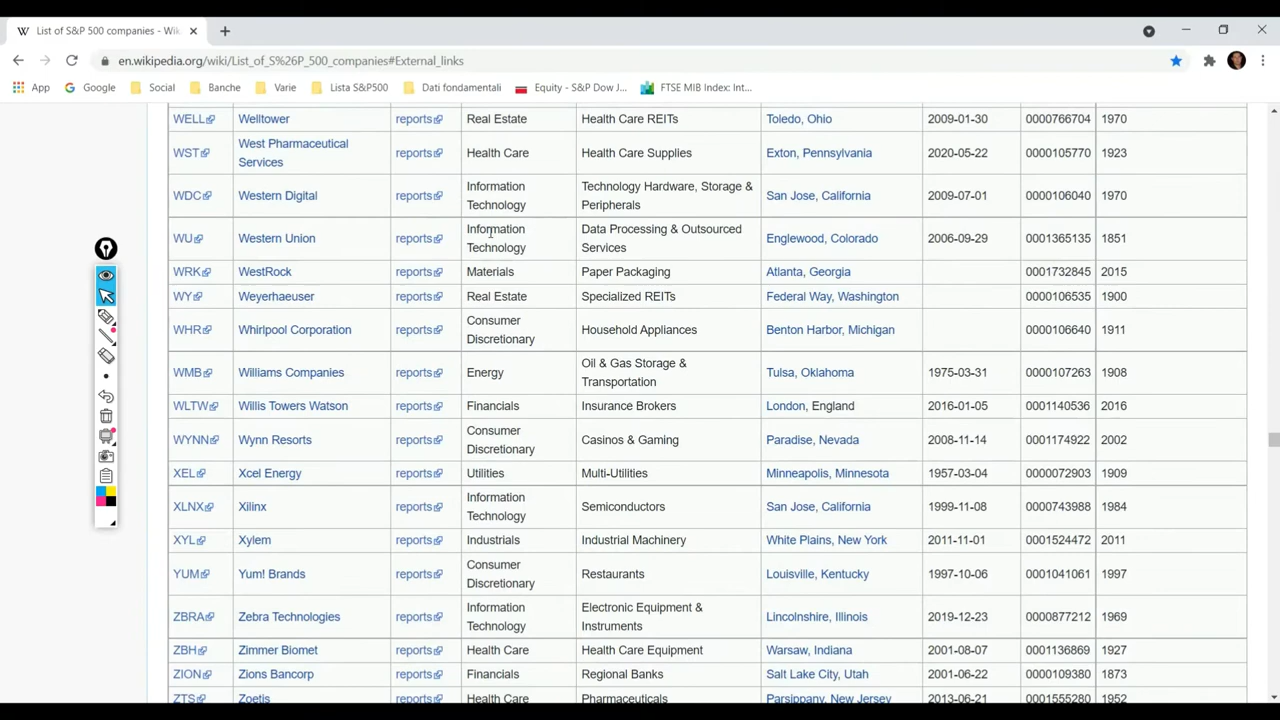 List of S&P 500 companies - Wik
en.wikipedia.org/wiki/List_of_S%26P_500_companies#External_links
App Google Social Banche Varie Lista S&P500 Dati fondamentali Equity - S&P Dow J... FTSE MIB Index: Int...
WELL Welltower reports Real Estate Health Care REITs Toledo, Ohio 2009-01-30 0000766704 1970
WST West Pharmaceutical Services reports Health Care Health Care Supplies Exton, Pennsylvania 2020-05-22 0000105770 1923
WDC Western Digital reports Information Technology Technology Hardware, Storage & Peripherals San Jose, California 2009-07-01 0000106040 1970
WU Western Union reports Information Technology Data Processing & Outsourced Services Englewood, Colorado 2006-09-29 0001365135 1851
WRK WestRock reports Materials Paper Packaging Atlanta, Georgia 0001732845 2015
WY Weyerhaeuser reports Real Estate Specialized REITs Federal Way, Washington 0000106535 1900
WHR Whirlpool Corporation reports Consumer Discretionary Household Appliances Benton Harbor, Michigan 0000106640 1911
WMB Williams Companies reports Energy Oil & Gas Storage & Transportation Tulsa, Oklahoma 1975-03-31 0000107263 1908
WLTW Willis Towers Watson reports Financials Insurance Brokers London, England 2016-01-05 0001140536 2016
WYNN Wynn Resorts reports Consumer Discretionary Casinos & Gaming Paradise, Nevada 2008-11-14 0001174922 2002
XEL Xcel Energy reports Utilities Multi-Utilities Minneapolis, Minnesota 1957-03-04 0000072903 1909
XLNX Xilinx reports Information Technology Semiconductors San Jose, California 1999-11-08 0000743988 1984
XYL Xylem reports Industrials Industrial Machinery White Plains, New York 2011-11-01 0001524472 2011
YUM Yum! Brands reports Consumer Discretionary Restaurants Louisville, Kentucky 1997-10-06 0001041061 1997
ZBRA Zebra Technologies reports Information Technology Electronic Equipment & Instruments Lincolnshire, Illinois 2019-12-23 0000877212 1969
ZBH Zimmer Biomet reports Health Care Health Care Equipment Warsaw, Indiana 2001-08-07 0001136869 1927
ZION Zions Bancorp reports Financials Regional Banks Salt Lake City, Utah 2001-06-22 0000109380 1873
ZTS Zoetis reports Health Care Pharmaceuticals Parsippany, New Jersey 2013-06-21 0001555280 1952